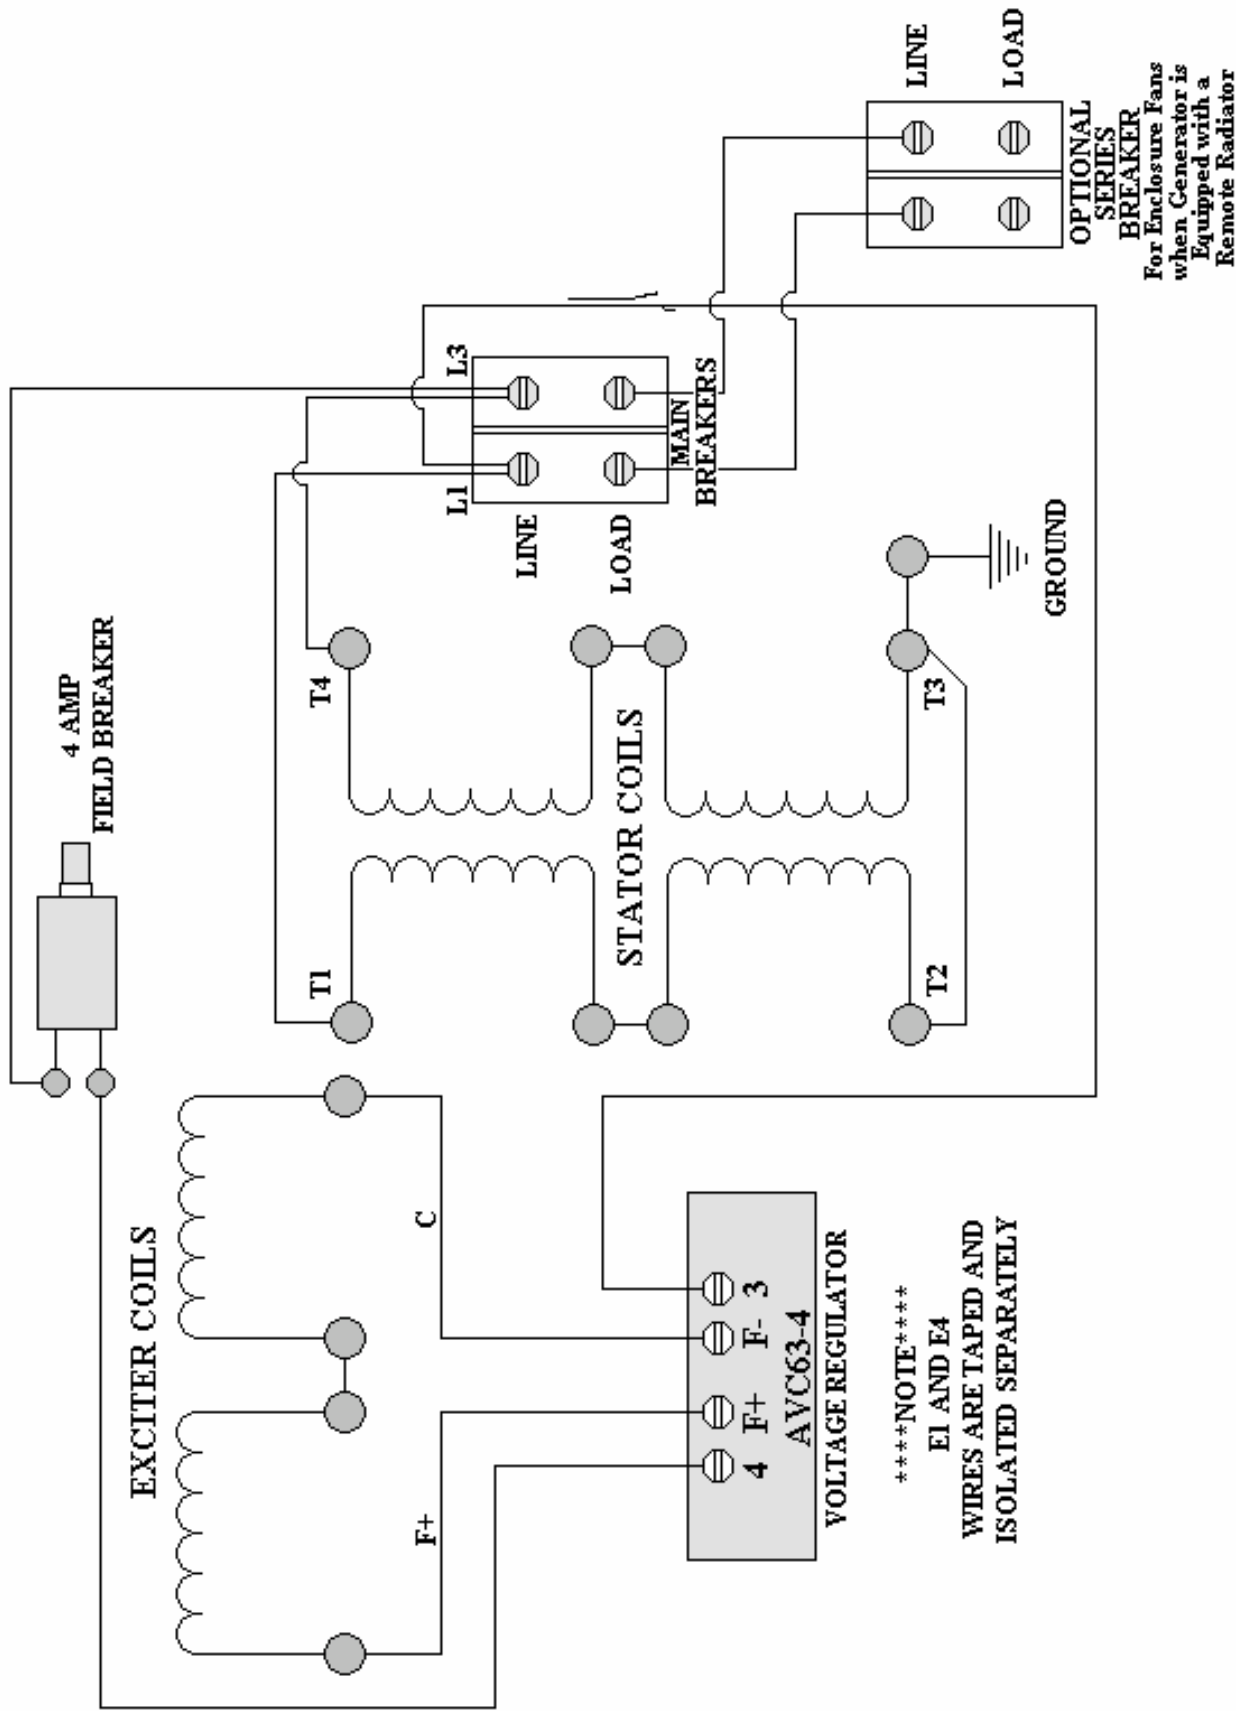 EXCITER COILS
4 AMP
FIELD BREAKER
F+
C
T1
T4
STATOR COILS
T2
T3
GROUND
L1
L3
LINE
LOAD
MAIN
BREAKERS
LINE
LOAD
OPTIONAL
SERIES
BREAKER
For Enclosure Fans
when Generator is
Equipped with a
Remote Radiator
4 F+ F- 3
AVC63-4
VOLTAGE REGULATOR
****NOTE****
E1 AND E4
WIRES ARE TAPED AND
ISOLATED SEPARATELY